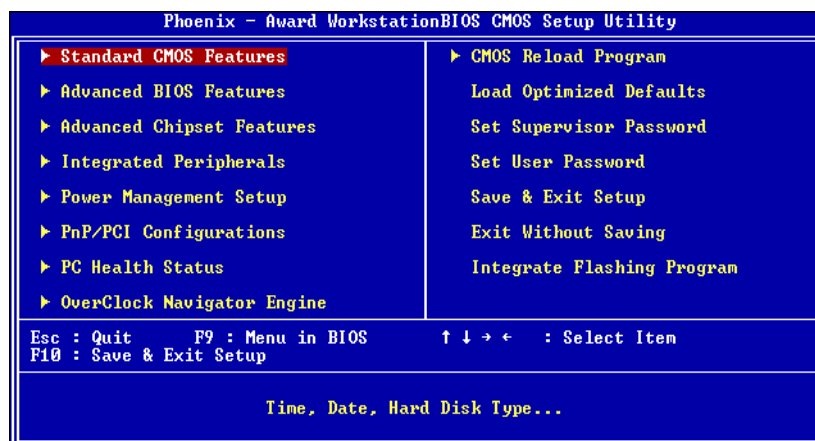 Phoenix - Award WorkstationBIOS CMOS Setup Utility
Standard CMOS Features
Advanced BIOS Features
Advanced Chipset Features
Integrated Peripherals
Power Management Setup
PnP/PCI Configurations
PC Health Status
OverClock Navigator Engine
CMOS Reload Program
Load Optimized Defaults
Set Supervisor Password
Set User Password
Save & Exit Setup
Exit Without Saving
Integrate Flashing Program
Esc : Quit F9 : Menu in BIOS ↑ ↓ → ← : Select Item
F10 : Save & Exit Setup
Time, Date, Hard Disk Type...